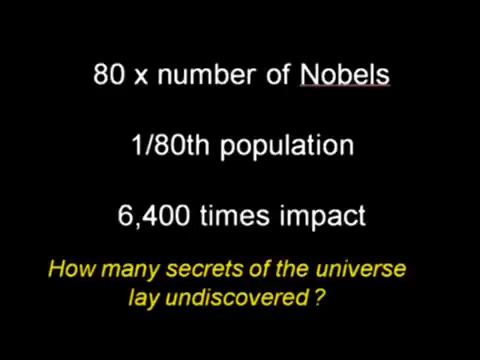 80 x number of Nobels
1/80th population
6,400 times impact
How many secrets of the universe
lay undiscovered ?